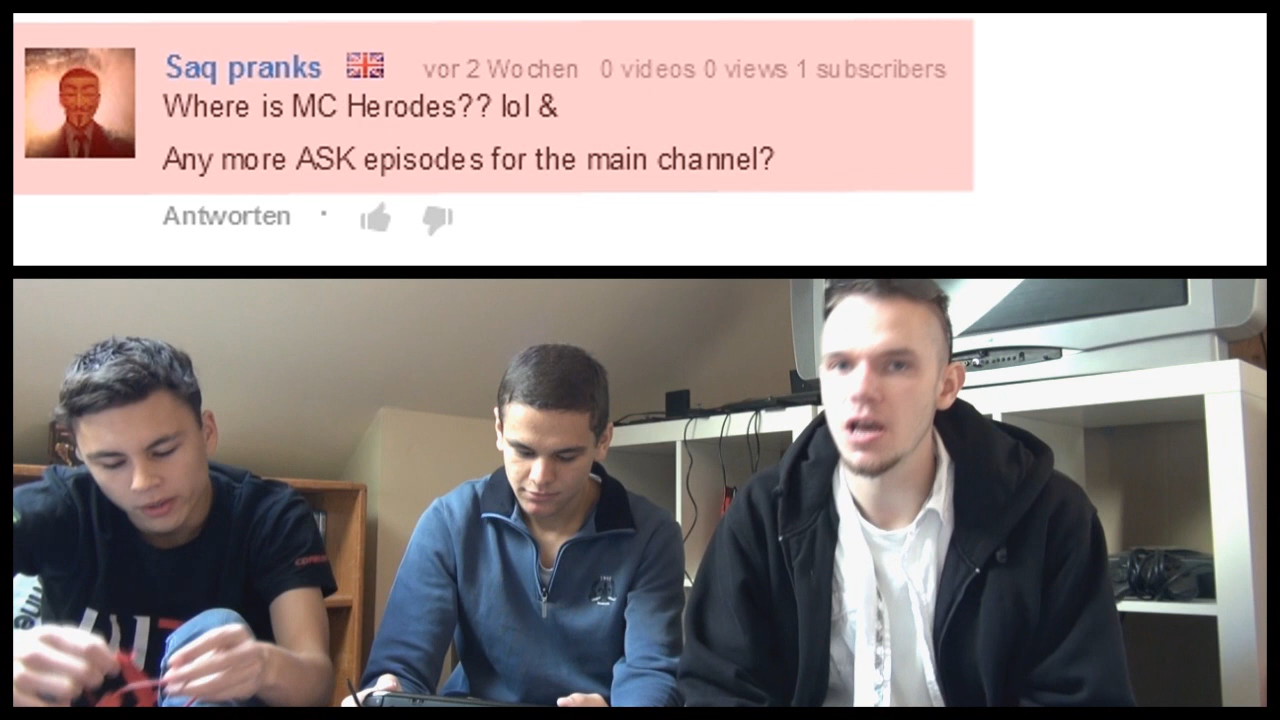 Saq pranks vor 2 Wochen 0 videos 0 views 1 subscribers
Where is MC Herodes?? lol &
Any more ASK episodes for the main channel?
Antworten ·